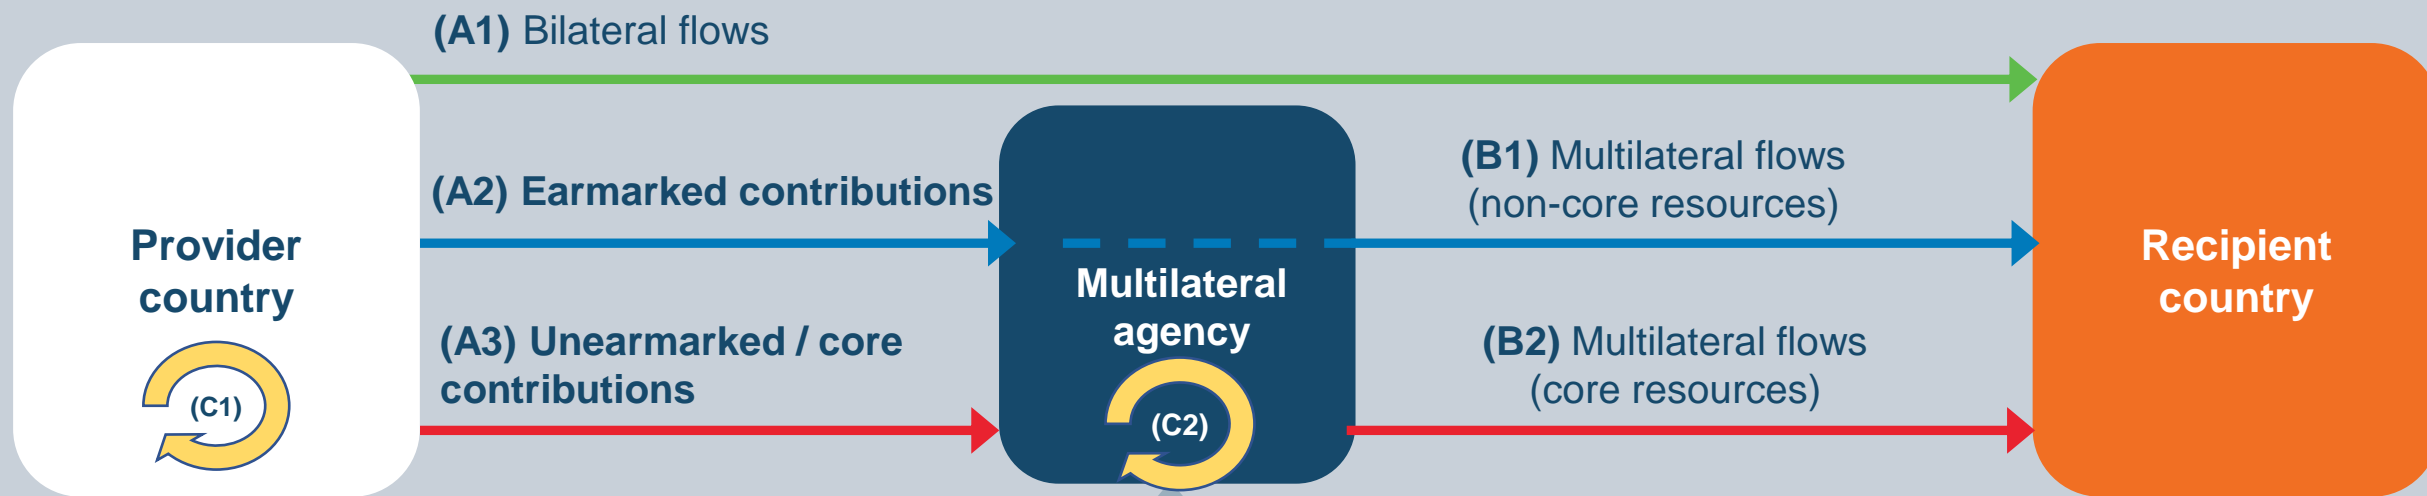 (A1) Bilateral flows
(A2) Earmarked contributions
(B1) Multilateral flows
(non-core resources)
Provider
country
Multilateral
agency
Recipient
country
(A3) Unearmarked / core
contributions
(B2) Multilateral flows
(core resources)
(C1)
(C2)